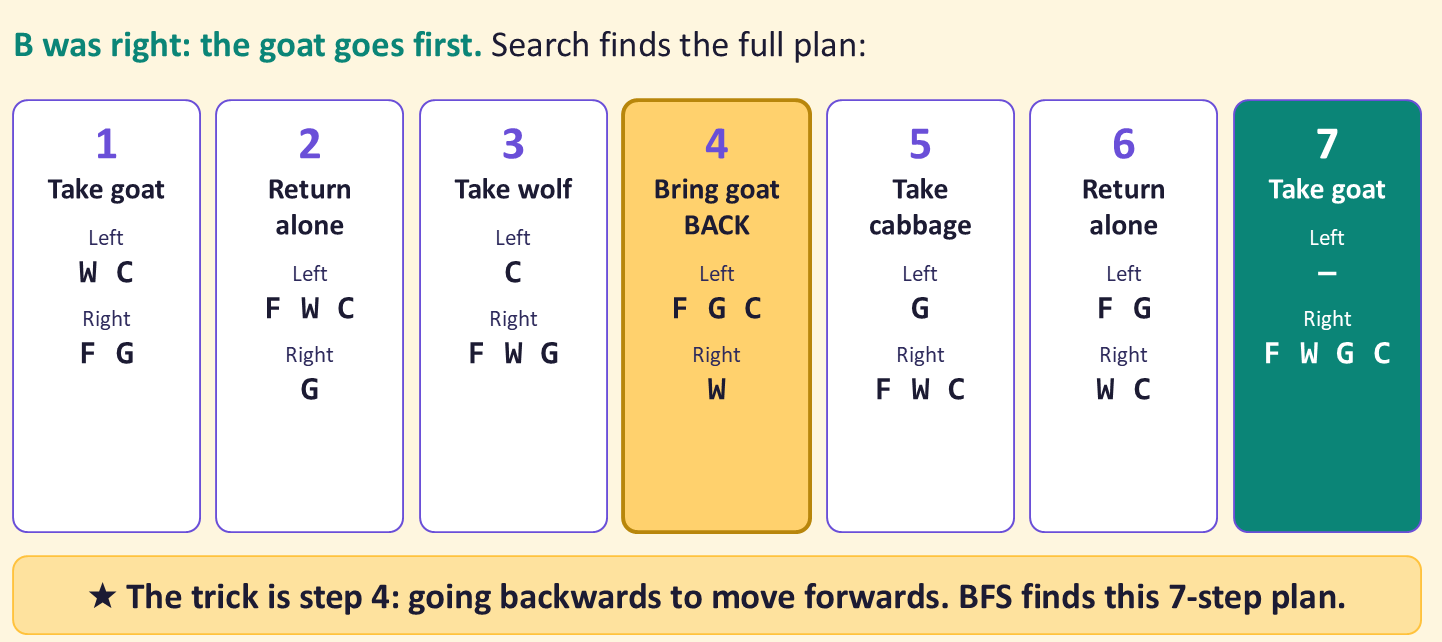 B was right: the goat goes first. Search finds the full plan:
1
Take goat
Left
W C
Right
F G
2
Return
alone
Left
F W C
Right
G
3
Take wolf
Left
C
Right
F W G
4
Bring goat
BACK
Left
F G C
Right
W
5
Take
cabbage
Left
G
Right
F W C
6
Return
alone
Left
F G
Right
W C
7
Take goat
Left
–
Right
F W G C
★ The trick is step 4: going backwards to move forwards. BFS finds this 7-step plan.